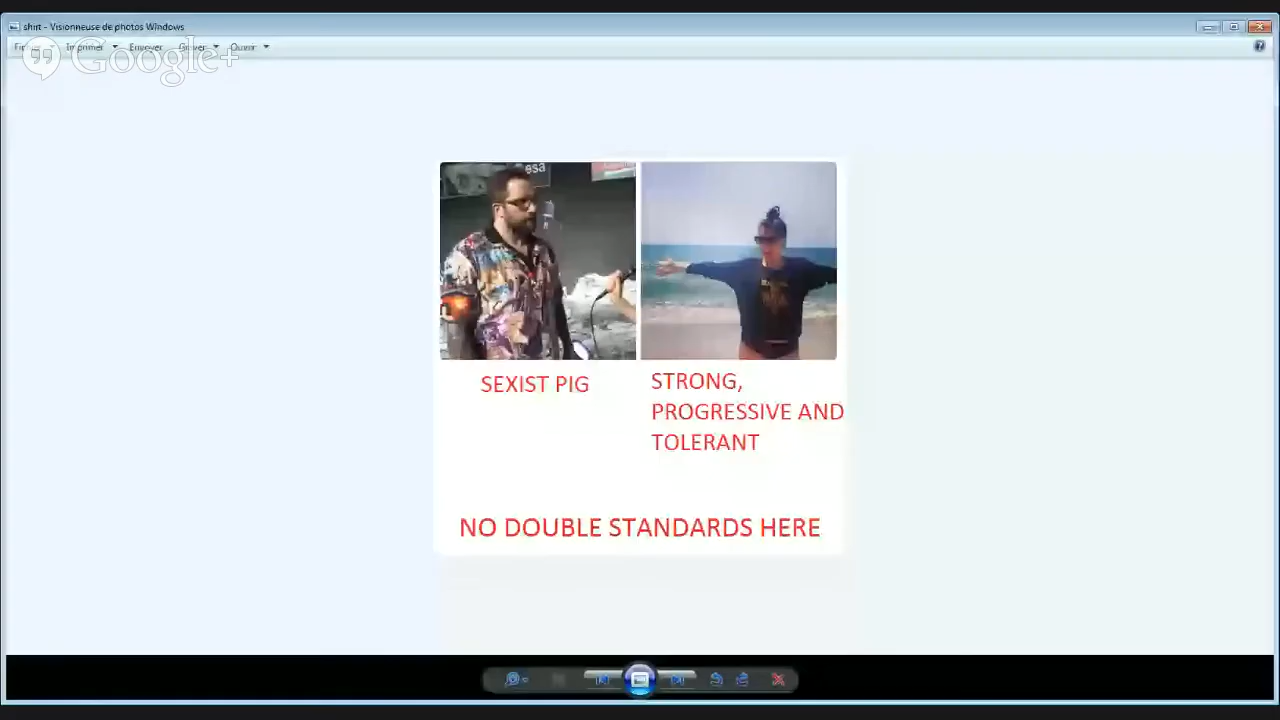 shirt - Visionneuse de photos Windows
Imprimer Envoyer Graver Ouvrir
Google+
esa
SEXIST PIG
STRONG,
PROGRESSIVE AND
TOLERANT
NO DOUBLE STANDARDS HERE